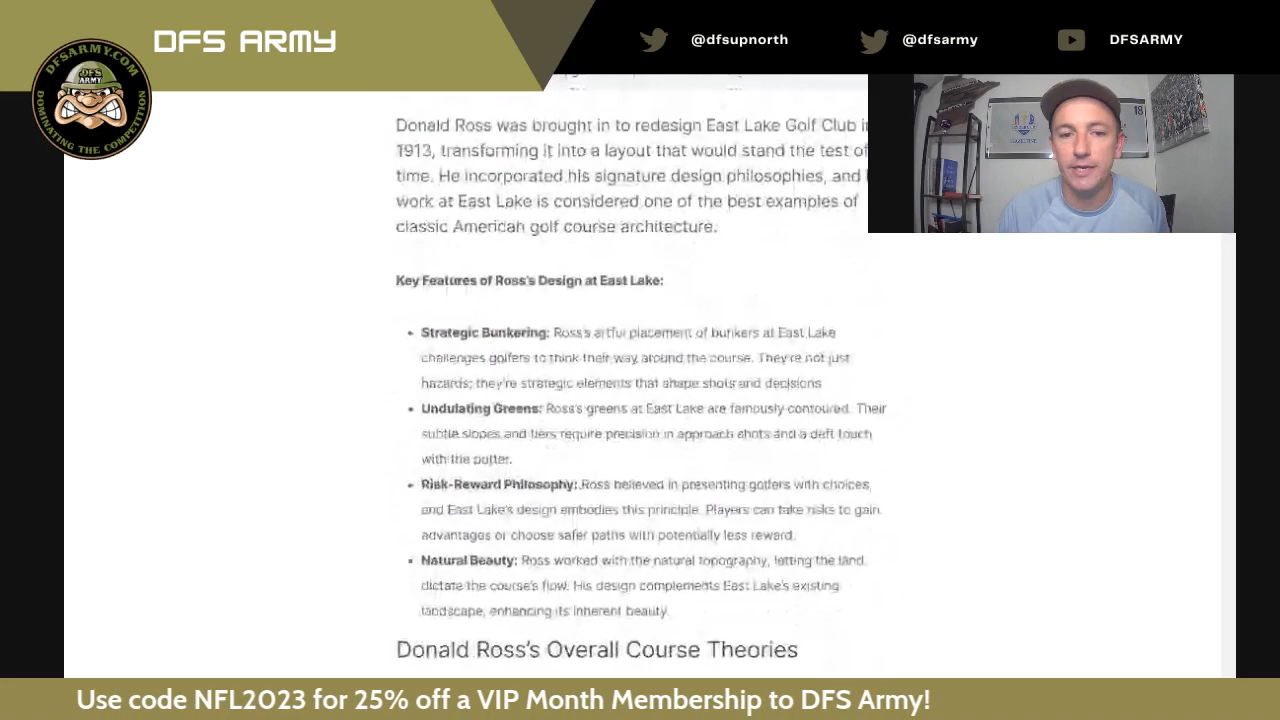 DFS ARMY
@dfsupnorth
@dfsarmy
DFSARMY
DFSARMY.COM
DFS
ARMY
DOMINATING THE COMPETITION
18
Donald Ross was brought in to redesign East Lake Golf Club in
1913, transforming it into a layout that would stand the test of
time. He incorporated his signature design philosophies, and
work at East Lake is considered one of the best examples of
classic American golf course architecture.
Key Features of Ross's Design at East Lake:
• Strategic Bunkering: Ross's artful placement of bunkers at East Lake
challenges golfers to think their way around the course. They're not just
hazards; they're strategic elements that shape shots and decisions
• Undulating Greens: Ross's greens at East Lake are famously contoured. Their
subtle slopes and tiers require precision in approach shots and a deft touch
with the putter.
• Risk-Reward Philosophy: Ross believed in presenting golfers with choices,
and East Lake's design embodies this principle. Players can take risks to gain
advantages or choose safer paths with potentially less reward.
• Natural Beauty: Ross worked with the natural topography, letting the land
dictate the course's flow. His design complements East Lake's existing
landscape, enhancing its inherent beauty.
Donald Ross's Overall Course Theories
Use code NFL2023 for 25% off a VIP Month Membership to DFS Army!